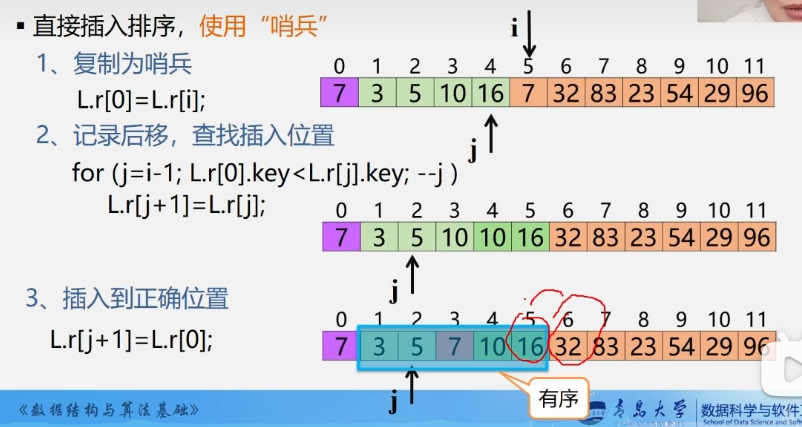 ▪ 直接插入排序，使用“哨兵”
1、复制为哨兵
L.r[0]=L.r[i];
i
0 1 2 3 4 5 6 7 8 9 10 11
7 3 5 10 16 7 32 83 23 54 29 96
j
2、记录后移，查找插入位置
for (j=i-1; L.r[0].key<L.r[j].key; --j )
L.r[j+1]=L.r[j];
0 1 2 3 4 5 6 7 8 9 10 11
7 3 5 10 10 16 32 83 23 54 29 96
j
3、插入到正确位置
L.r[j+1]=L.r[0];
0 1 2 3 4 5 6 7 8 9 10 11
7 3 5 7 10 16 32 83 23 54 29 96
j
有序
《数据结构与算法基础》
青岛大学
数据科学与软件
School of Data Science and